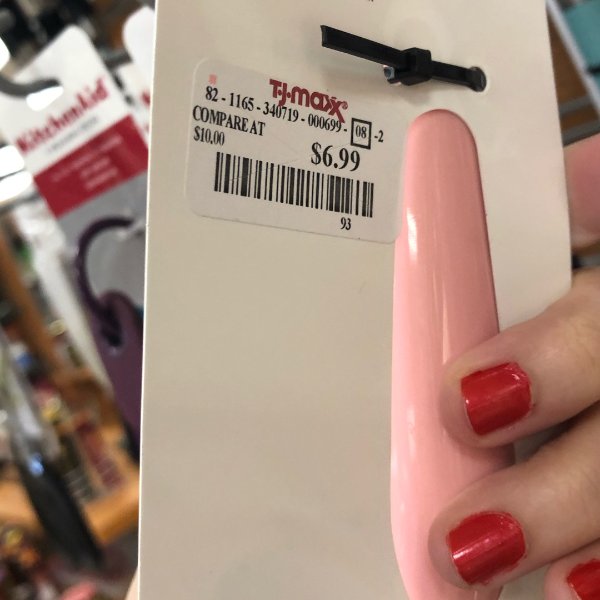 T.J.maxx®
82 - 1165 - 340719 - 000699 - 08 - 2
COMPARE AT
$10.00
$6.99
93
KitchenAid